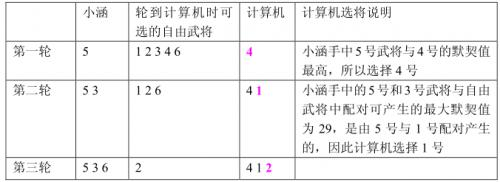 小涵 轮到计算机时可选的自由武将 计算机 计算机选将说明
第一轮 5 1 2 3 4 6 4 小涵手中 5 号武将与 4 号的默契值最高，所以选择 4 号
第二轮 5 3 1 2 6 4 1 小涵手中的 5 号和 3 号武将与自由武将中配对可产生的最大默契值为 29，是由 5 号与 1 号配对产生的，因此计算机选择 1 号
第三轮 5 3 6 2 4 1 2